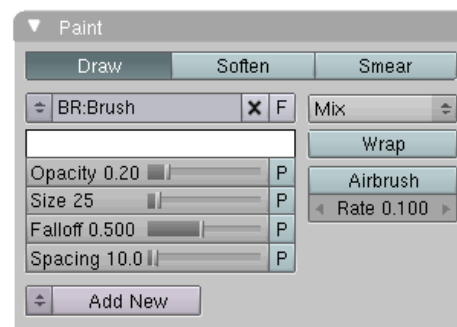 Paint
Draw Soften Smear
BR:Brush X F Mix
Wrap
Opacity 0.20 P Airbrush
Size 25 P Rate 0.100
Falloff 0.500 P
Spacing 10.0 P
Add New